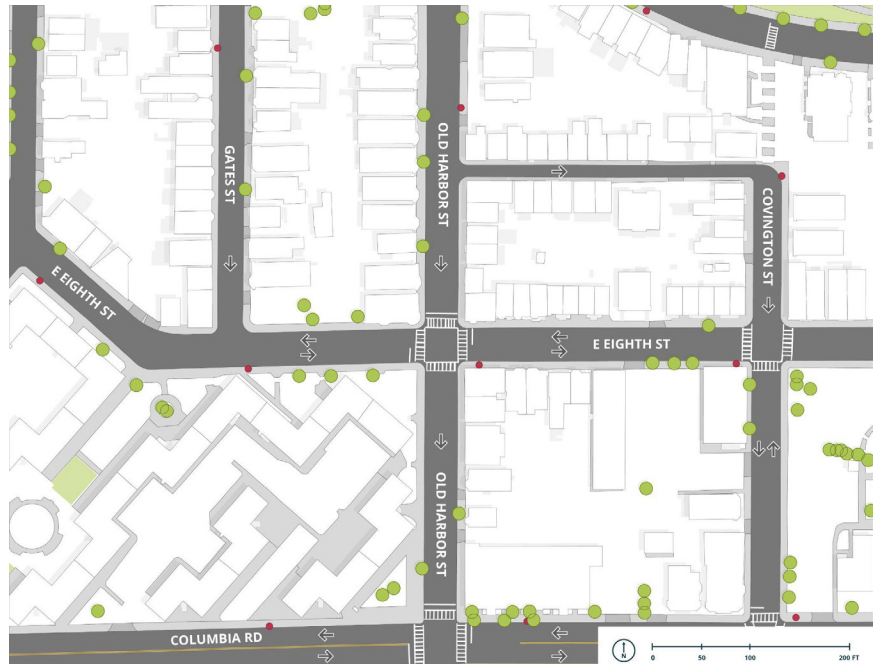 GATES ST
OLD HARBOR ST
COVINGTON ST
E EIGHTH ST
E EIGHTH ST
OLD HARBOR ST
COLUMBIA RD
N
0 50 100 200 FT